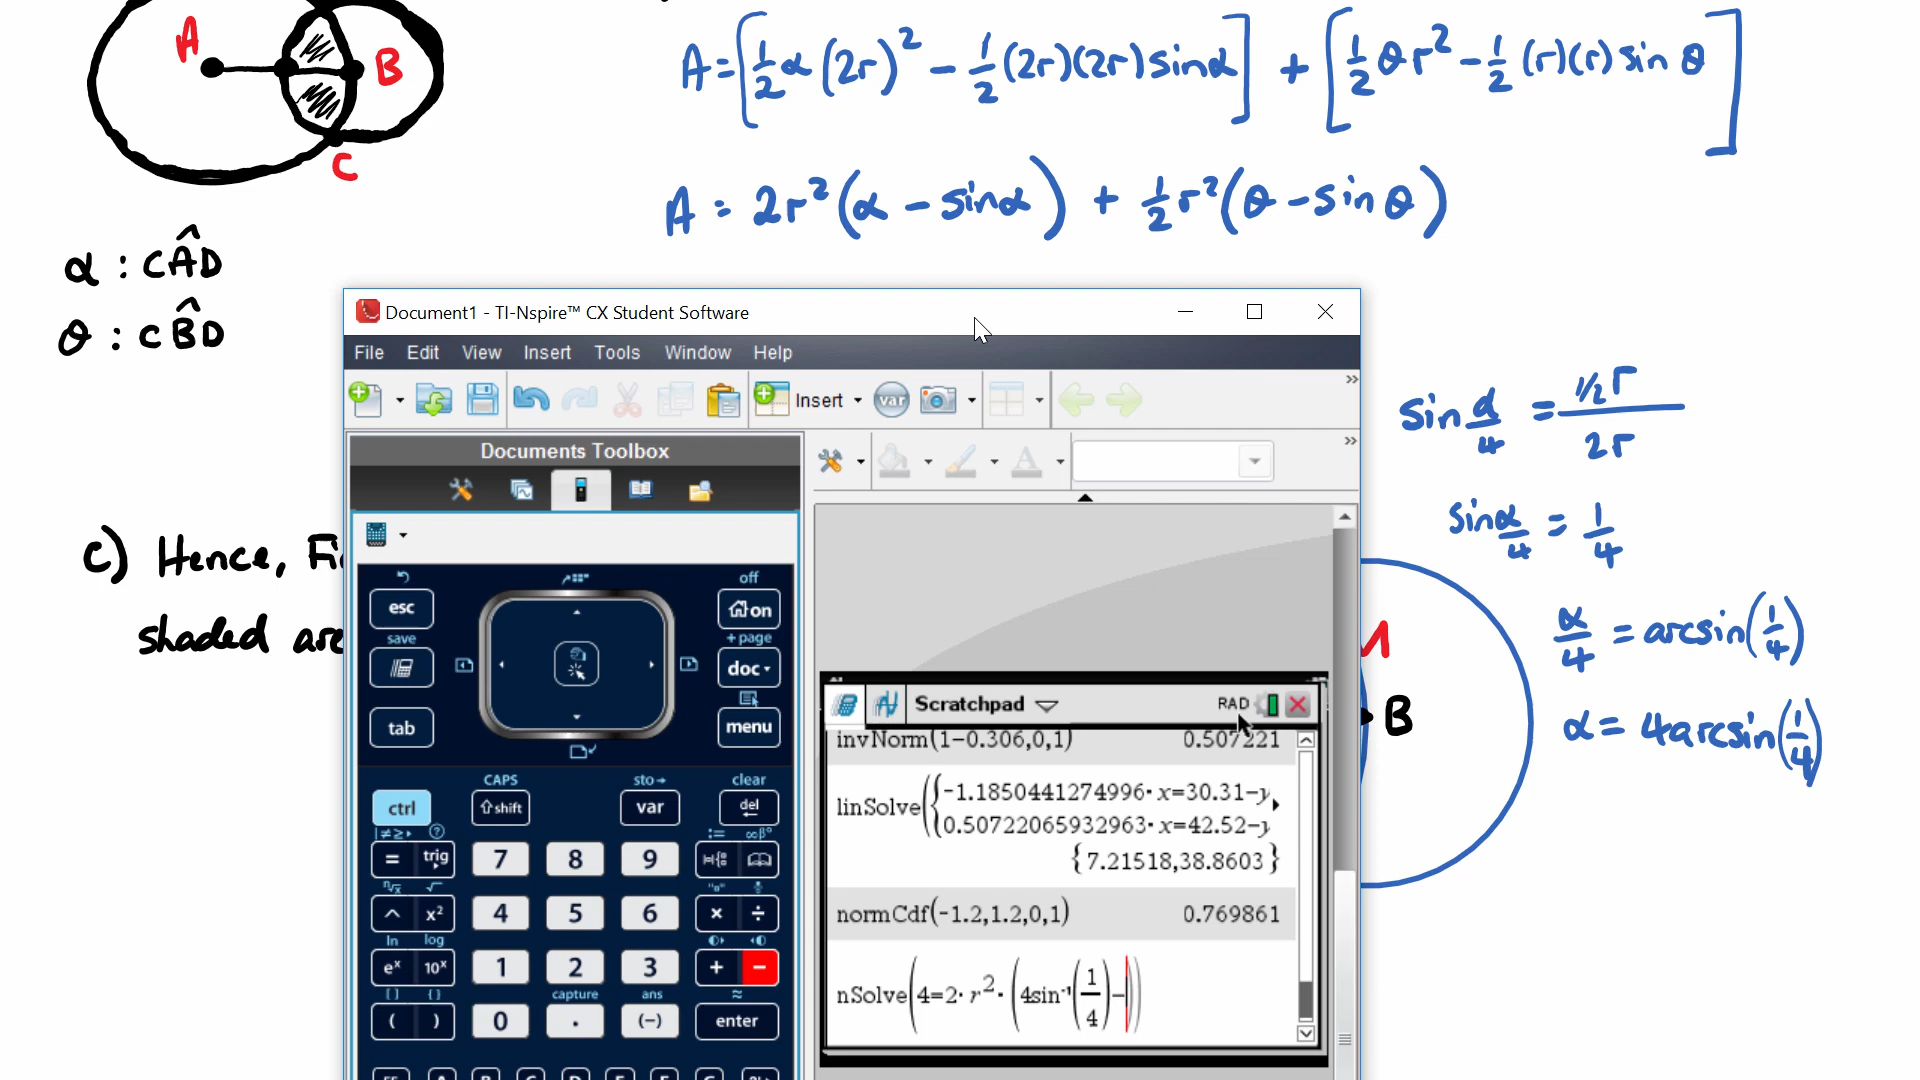 A
B
C
A = [½α(2r)² − ½(2r)(2r)sinα] + [½θr² − ½(r)(r)sin θ]
A = 2r²(α − sinα) + ½r²(θ − sin θ)
α : CÂD
θ : CB̂D
c) Hence, Fi
shaded are
Document1 - TI-Nspire™ CX Student Software
File Edit View Insert Tools Window Help
Insert
var
Documents Toolbox
esc
off
on
save
+ page
doc
tab
menu
CAPS
sto→
clear
ctrl
shift
var
del
= trig 7 8 9
^ x² 4 5 6 × ÷
ln log
eˣ 10ˣ 1 2 3 + −
capture
ans
( ) 0 . (−) enter
Scratchpad RAD
invNorm(1−0.306,0,1) 0.507221
linSolve({−1.1850441274996·x=30.31−y
0.50722065932963·x=42.52−y
{7.21518,38.8603}
normCdf(−1.2,1.2,0,1) 0.769861
nSolve(4=2·r²·(4sin⁻¹(1/4)−))
sin α/4 = ½r/2r
sin α/4 = 1/4
α/4 = arcsin(1/4)
α = 4arcsin(1/4)
B